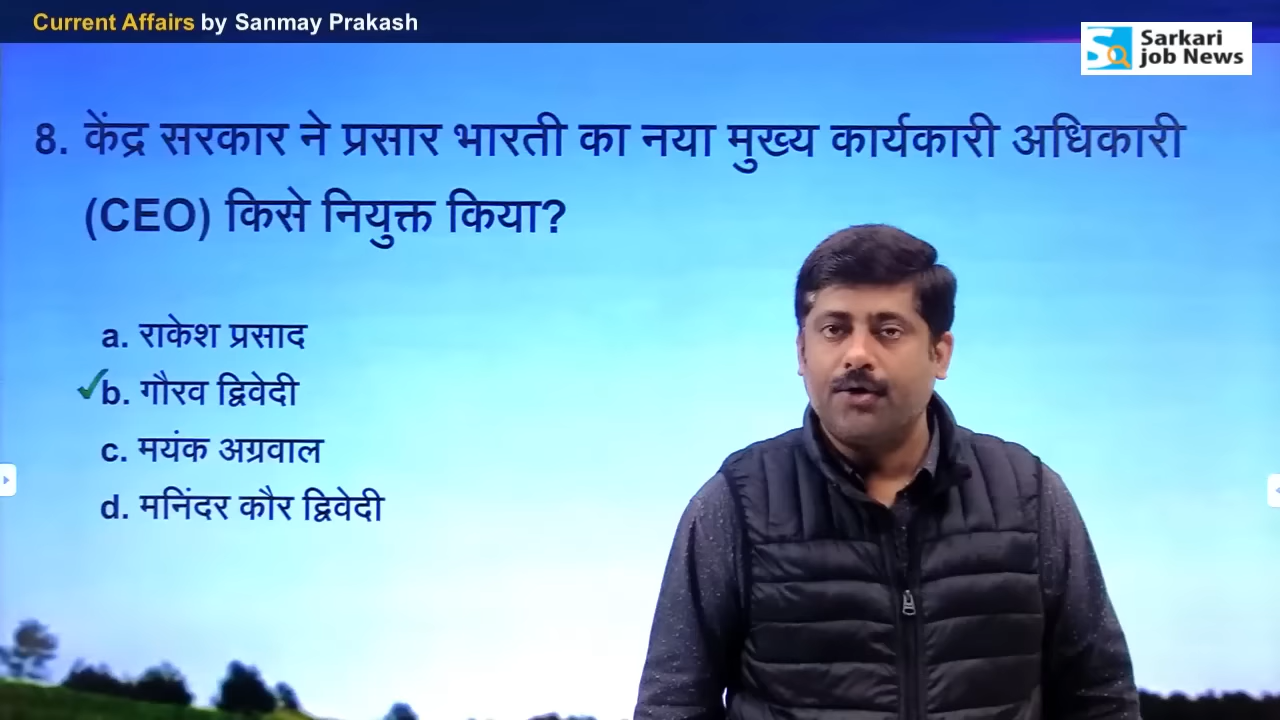 Current Affairs by Sanmay Prakash
Sarkari
job News
8. केंद्र सरकार ने प्रसार भारती का नया मुख्य कार्यकारी अधिकारी
(CEO) किसे नियुक्त किया?
a. राकेश प्रसाद
b. गौरव द्विवेदी
c. मयंक अग्रवाल
d. मनिंदर कौर द्विवेदी